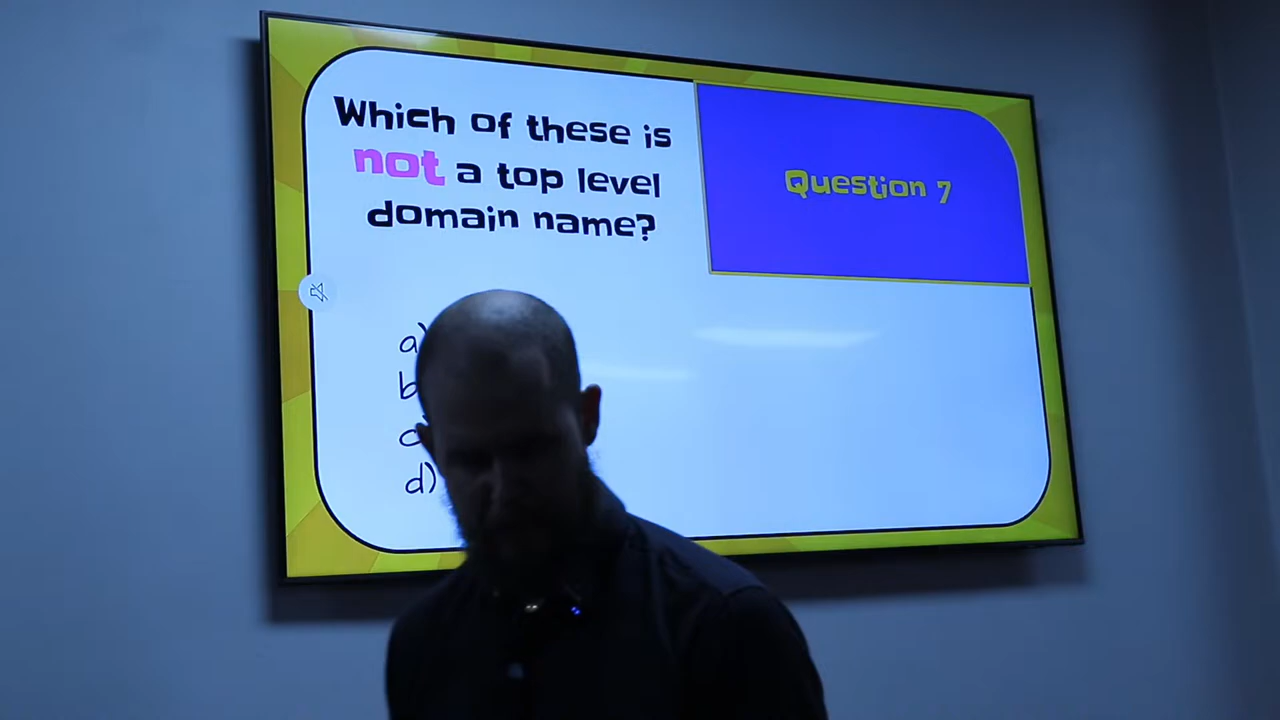 Which of these is
not a top level
domain name?
Question 7
a)
b
c
d)